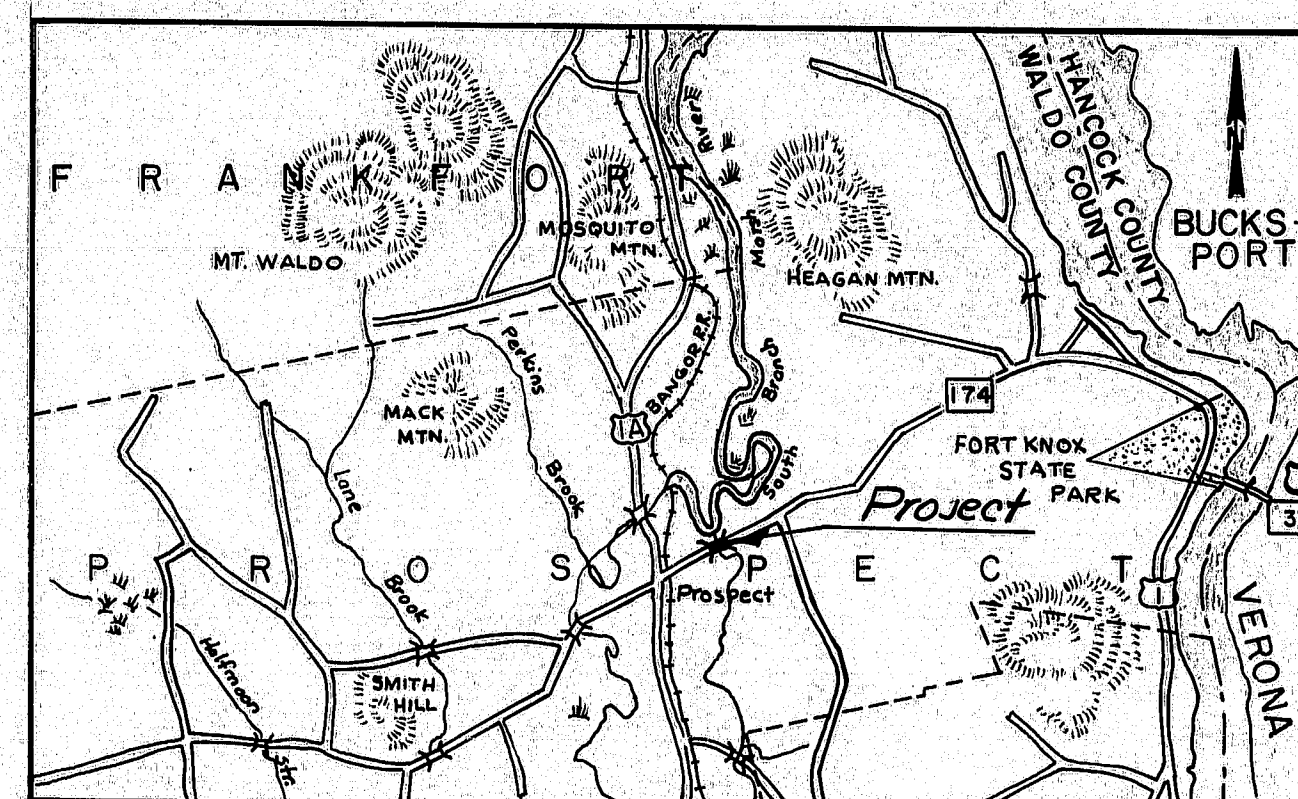 HANCOCK COUNTY
WALDO COUNTY
N
BUCKS-
PORT
FRANKFORT
Marsh River
MOSQUITO
MTN.
MT. WALDO
HEAGAN MTN.
Perkins
Brook
BANGOR R.R.
South
Branch
MACK
MTN.
1A
174
FORT KNOX
STATE
PARK
3
Project
Lane
Brook
PROSPECT
Prospect
1
VERONA
Halfmoon
Str.
SMITH
HILL